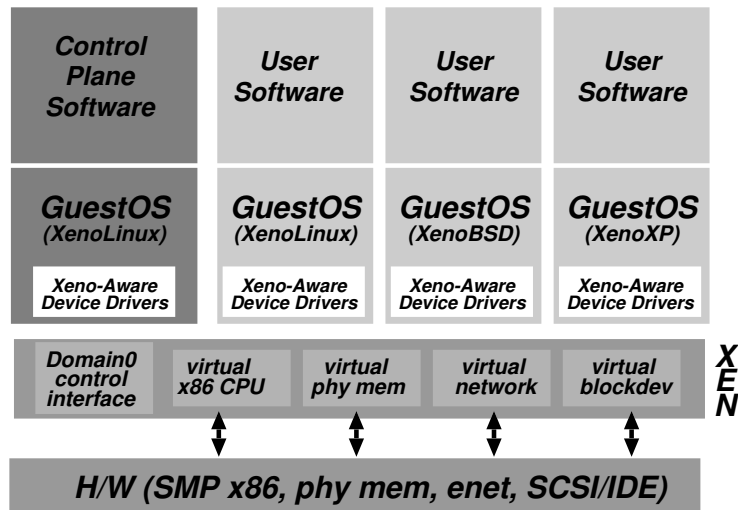 Control
Plane
Software
User
Software
User
Software
User
Software
GuestOS
(XenoLinux)
Xeno-Aware
Device Drivers
GuestOS
(XenoLinux)
Xeno-Aware
Device Drivers
GuestOS
(XenoBSD)
Xeno-Aware
Device Drivers
GuestOS
(XenoXP)
Xeno-Aware
Device Drivers
Domain0
control
interface
virtual
x86 CPU
virtual
phy mem
virtual
network
virtual
blockdev
X
E
N
H/W (SMP x86, phy mem, enet, SCSI/IDE)